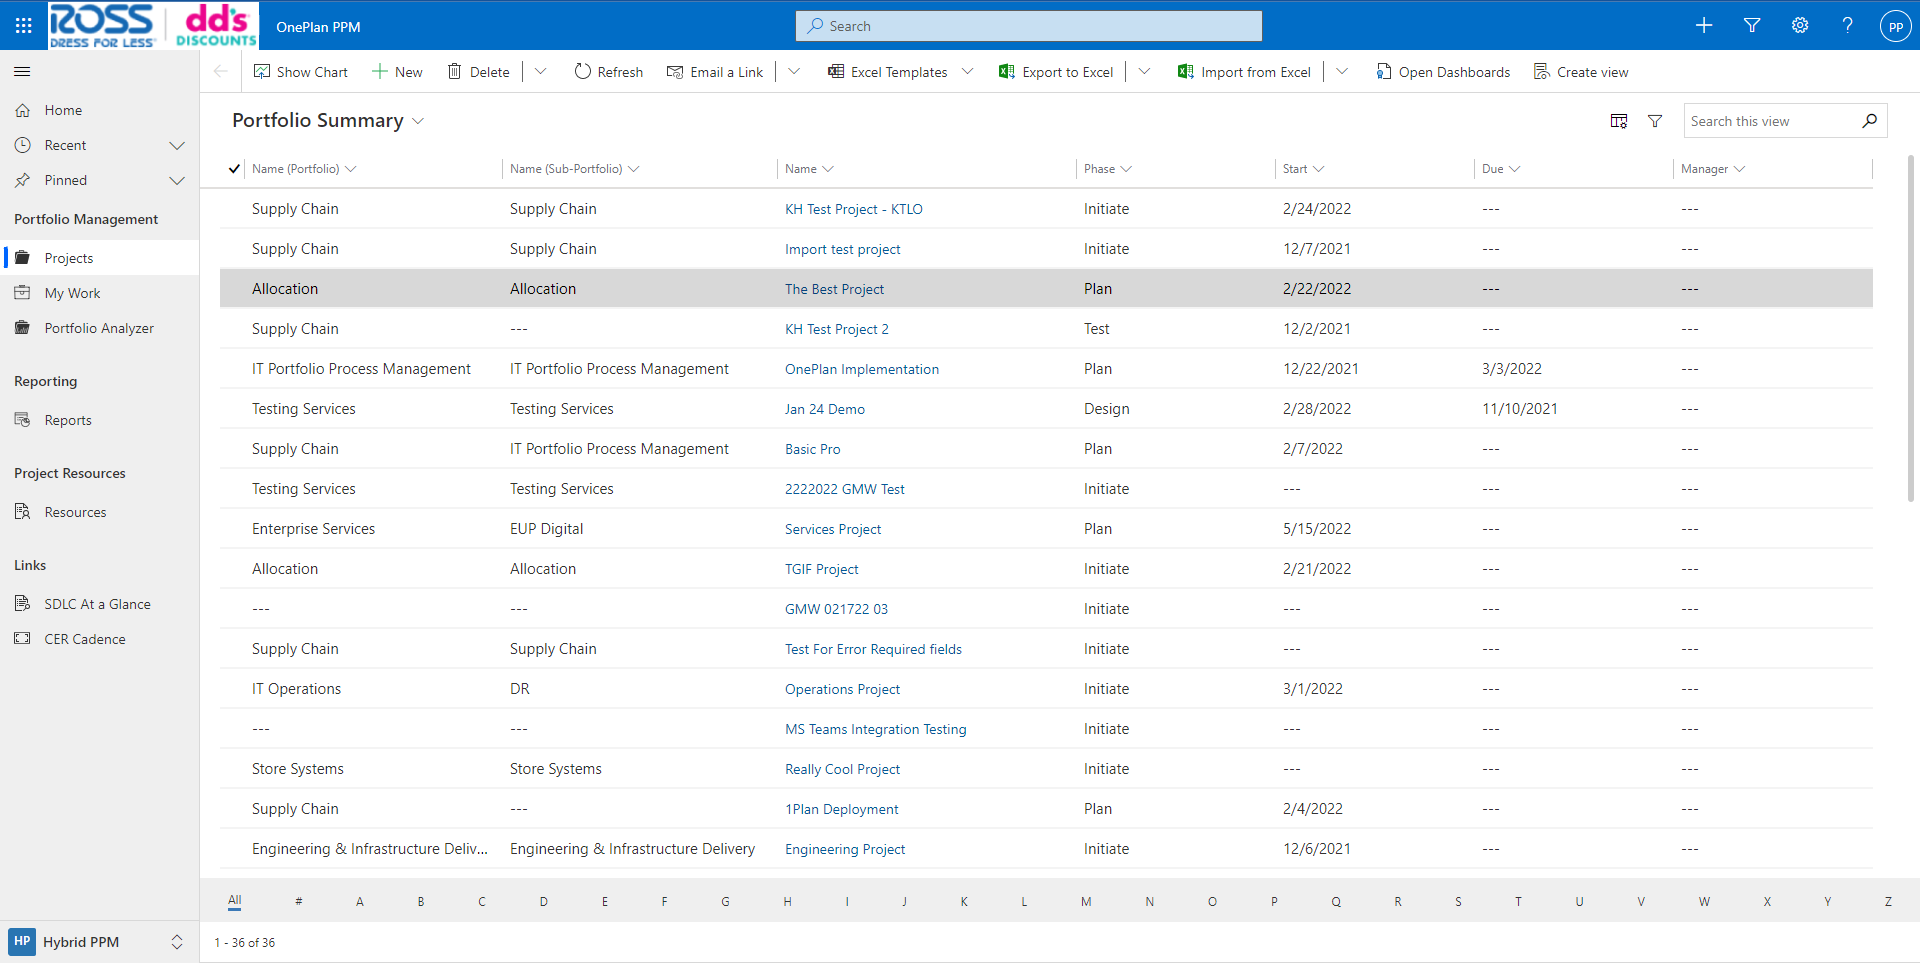 ROSS dd's
DRESS FOR LESS® DISCOUNTS
OnePlan PPM
Search
PP
Show Chart New Delete Refresh Email a Link Excel Templates Export to Excel Import from Excel Open Dashboards Create view
Home
Recent
Pinned
Portfolio Management
Projects
My Work
Portfolio Analyzer
Reporting
Reports
Project Resources
Resources
Links
SDLC At a Glance
CER Cadence
HP Hybrid PPM
Portfolio Summary
Search this view
Name (Portfolio) Name (Sub-Portfolio) Name Phase Start Due Manager
Supply Chain Supply Chain KH Test Project - KTLO Initiate 2/24/2022 --- ---
Supply Chain Supply Chain Import test project Initiate 12/7/2021 --- ---
Allocation Allocation The Best Project Plan 2/22/2022 --- ---
Supply Chain --- KH Test Project 2 Test 12/2/2021 --- ---
IT Portfolio Process Management IT Portfolio Process Management OnePlan Implementation Plan 12/22/2021 3/3/2022 ---
Testing Services Testing Services Jan 24 Demo Design 2/28/2022 11/10/2021 ---
Supply Chain IT Portfolio Process Management Basic Pro Plan 2/7/2022 --- ---
Testing Services Testing Services 2222022 GMW Test Initiate --- --- ---
Enterprise Services EUP Digital Services Project Plan 5/15/2022 --- ---
Allocation Allocation TGIF Project Initiate 2/21/2022 --- ---
--- --- GMW 021722 03 Initiate --- --- ---
Supply Chain Supply Chain Test For Error Required fields Initiate --- --- ---
IT Operations DR Operations Project Initiate 3/1/2022 --- ---
--- --- MS Teams Integration Testing Initiate --- --- ---
Store Systems Store Systems Really Cool Project Initiate --- --- ---
Supply Chain --- 1Plan Deployment Plan 2/4/2022 --- ---
Engineering & Infrastructure Deliv... Engineering & Infrastructure Delivery Engineering Project Initiate 12/6/2021 --- ---
All # A B C D E F G H I J K L M N O P Q R S T U V W X Y Z
1 - 36 of 36